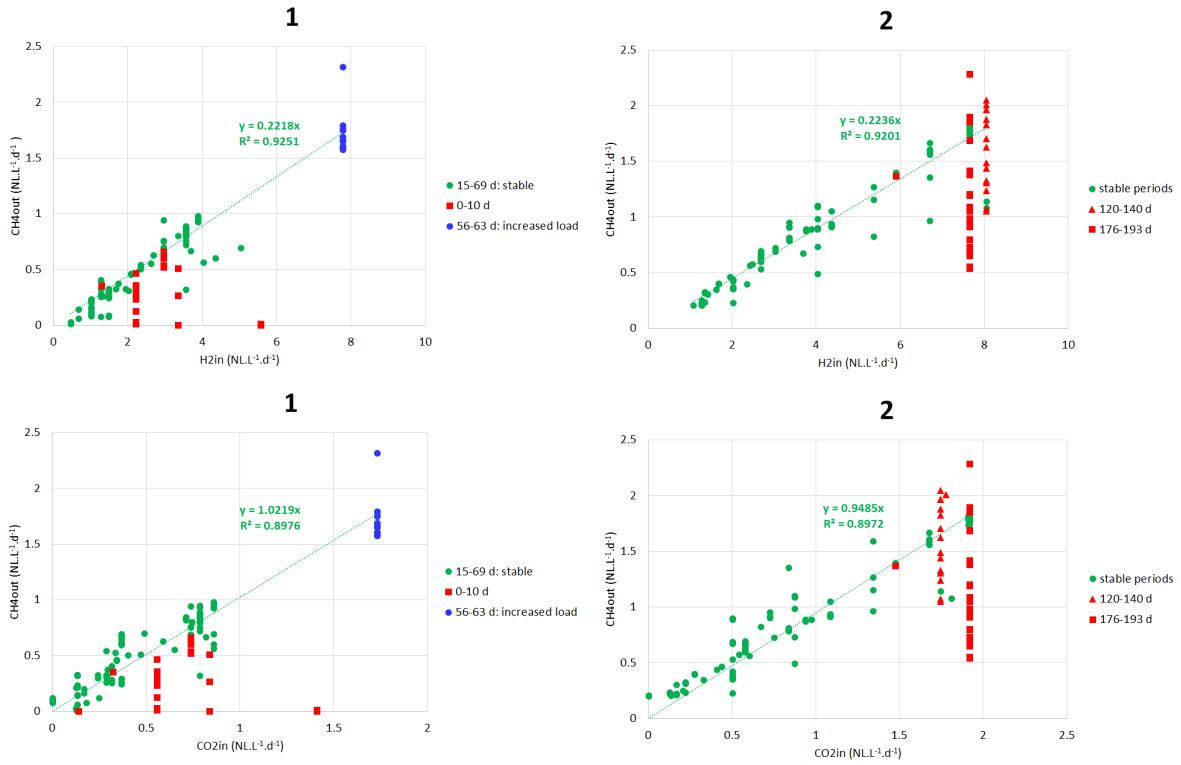 1
2.5
2
1.5
1
0.5
0
0
2
4
6
8
10
CH4out (NL.L⁻¹.d⁻¹)
H2in (NL.L⁻¹.d⁻¹)
y = 0.2218x
R² = 0.9251
15-69 d: stable
0-10 d
56-63 d: increased load
2
2.5
2
1.5
1
0.5
0
0
2
4
6
8
10
CH4out (NL.L⁻¹.d⁻¹)
H2in (NL.L⁻¹.d⁻¹)
y = 0.2236x
R² = 0.9201
stable periods
120-140 d
176-193 d
1
2.5
2
1.5
1
0.5
0
0
0.5
1
1.5
2
CH4out (NL.L⁻¹.d⁻¹)
CO2in (NL.L⁻¹.d⁻¹)
y = 1.0219x
R² = 0.8976
15-69 d: stable
0-10 d
56-63 d: increased load
2
2.5
2
1.5
1
0.5
0
0
0.5
1
1.5
2
2.5
CH4out (NL.L⁻¹.d⁻¹)
CO2in (NL.L⁻¹.d⁻¹)
y = 0.9485x
R² = 0.8972
stable periods
120-140 d
176-193 d